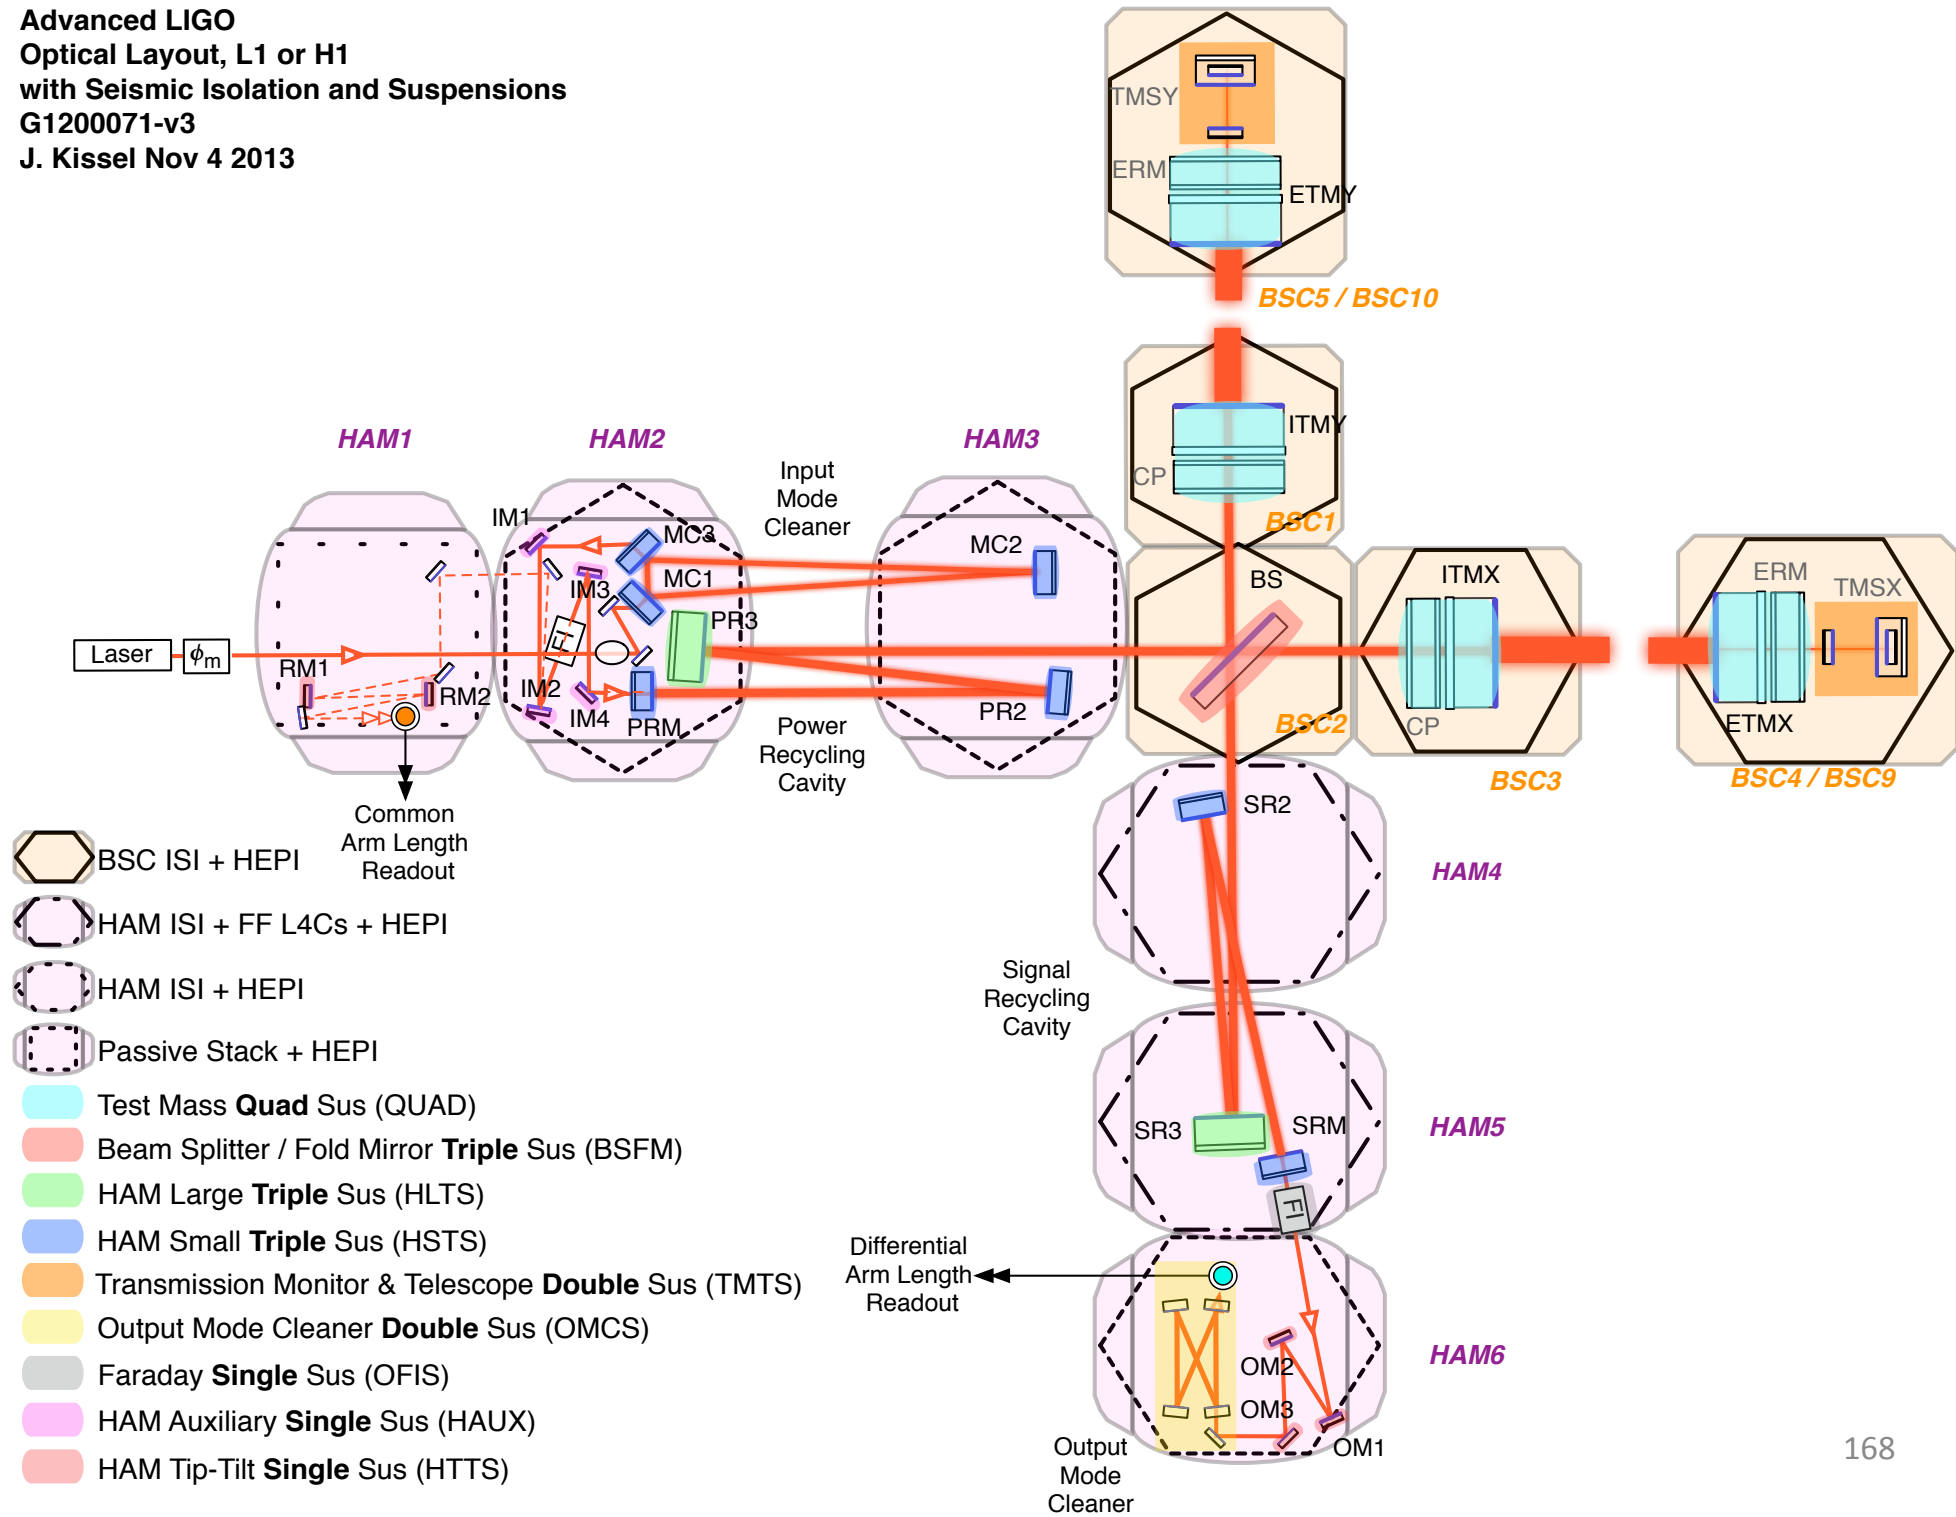 Advanced LIGO
Optical Layout, L1 or H1
with Seismic Isolation and Suspensions
G1200071-v3
J. Kissel Nov 4 2013
TMSY
ERM
ETMY
BSC5 / BSC10
ITMY
CP
BSC1
HAM1
HAM2
HAM3
Input
Mode
Cleaner
IM1
MC3
MC2
MC1
IM3
PR3
FI
Laser
ϕm
RM1
RM2
IM2
IM4
PRM
PR2
Power
Recycling
Cavity
BS
BSC2
ITMX
CP
BSC3
ERM
TMSX
ETMX
BSC4 / BSC9
Common
Arm Length
Readout
SR2
HAM4
Signal
Recycling
Cavity
SR3
SRM
HAM5
FI
Differential
Arm Length
Readout
OM2
OM3
OM1
HAM6
Output
Mode
Cleaner
BSC ISI + HEPI
HAM ISI + FF L4Cs + HEPI
HAM ISI + HEPI
Passive Stack + HEPI
Test Mass Quad Sus (QUAD)
Beam Splitter / Fold Mirror Triple Sus (BSFM)
HAM Large Triple Sus (HLTS)
HAM Small Triple Sus (HSTS)
Transmission Monitor & Telescope Double Sus (TMTS)
Output Mode Cleaner Double Sus (OMCS)
Faraday Single Sus (OFIS)
HAM Auxiliary Single Sus (HAUX)
HAM Tip-Tilt Single Sus (HTTS)
168